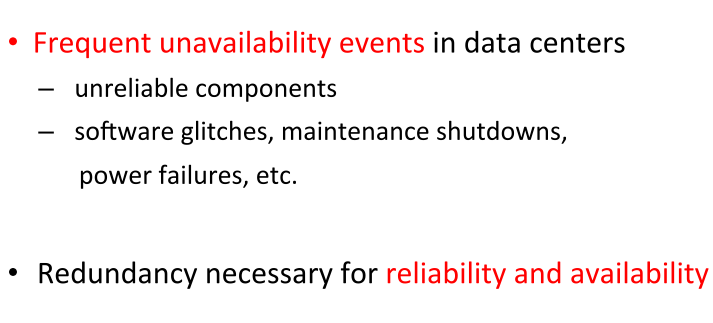 • Frequent unavailability events in data centers
– unreliable components
– software glitches, maintenance shutdowns,
power failures, etc.
• Redundancy necessary for reliability and availability